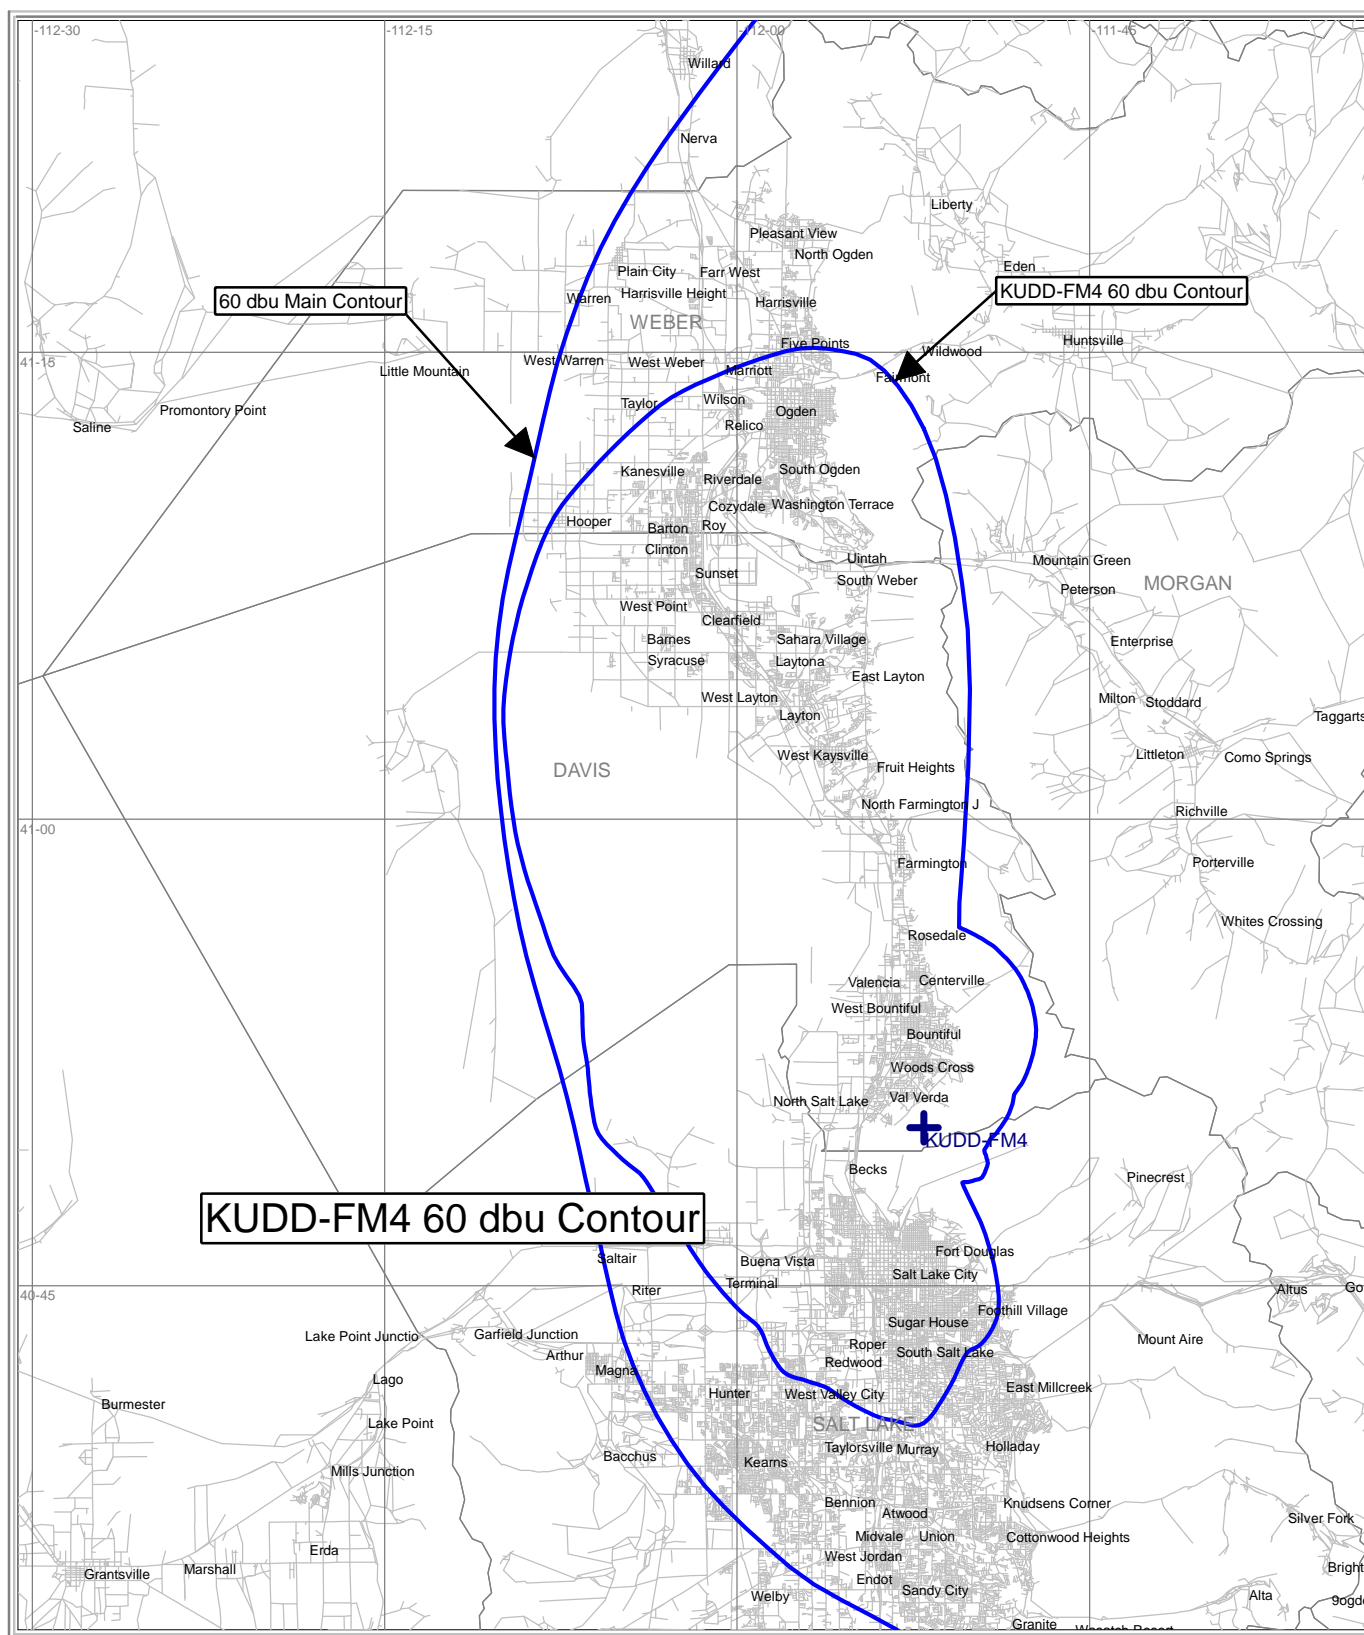 -112-30
-112-15
-112-00
-111-45
Willard
Nerva
Liberty
Pleasant View
North Ogden
Eden
Plain City
Farr West
KUDD-FM4 60 dbu Contour
60 dbu Main Contour
Warren
Harrisville Height
Harrisville
WEBER
Huntsville
Five Points
Wildwood
41-15
West Warren
West Weber
Little Mountain
Marriott
Fairmont
Promontory Point
Taylor
Wilson
Ogden
Saline
Relico
Kanesville
South Ogden
Riverdale
Cozydale
Washington Terrace
Hooper
Barton
Roy
Clinton
Uintah
Mountain Green
Sunset
South Weber
MORGAN
Peterson
West Point
Clearfield
Barnes
Sahara Village
Enterprise
Syracuse
Laytona
East Layton
West Layton
Milton
Stoddard
Layton
Taggarts
West Kaysville
Littleton
Como Springs
DAVIS
Fruit Heights
North Farmington J
Richville
41-00
Farmington
Porterville
Whites Crossing
Rosedale
Valencia
Centerville
West Bountiful
Bountiful
Woods Cross
North Salt Lake
Val Verda
KUDD-FM4
Becks
Pinecrest
KUDD-FM4 60 dbu Contour
Saltair
Buena Vista
Fort Douglas
Salt Lake City
40-45
Riter
Terminal
Altus
Go
Foothill Village
Sugar House
Lake Point Junctio
Garfield Junction
Mount Aire
Roper
Arthur
Redwood
South Salt Lake
Magna
Lago
Hunter
West Valley City
East Millcreek
Burmester
Lake Point
SALT LAKE
Taylorsville
Murray
Holladay
Bacchus
Kearns
Mills Junction
Bennion
Atwood
Knudsens Corner
Silver Fork
Midvale
Union
Cottonwood Heights
Erda
West Jordan
Marshall
Grantsville
Endot
Sandy City
Bright
Welby
Alta
9ogde
Granite
Wasatch Resort